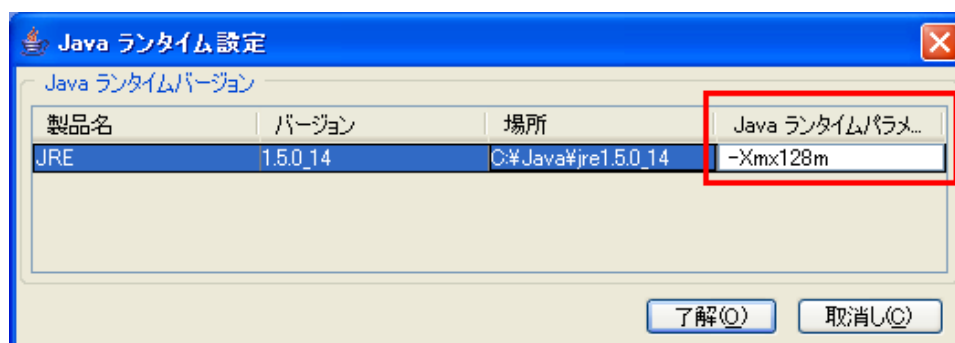 Java ランタイム設定
Java ランタイムバージョン
製品名 バージョン 場所 Java ランタイムパラメ...
JRE 1.5.0_14 C:¥Java¥jre1.5.0_14 -Xmx128m
了解(O) 取消し(C)